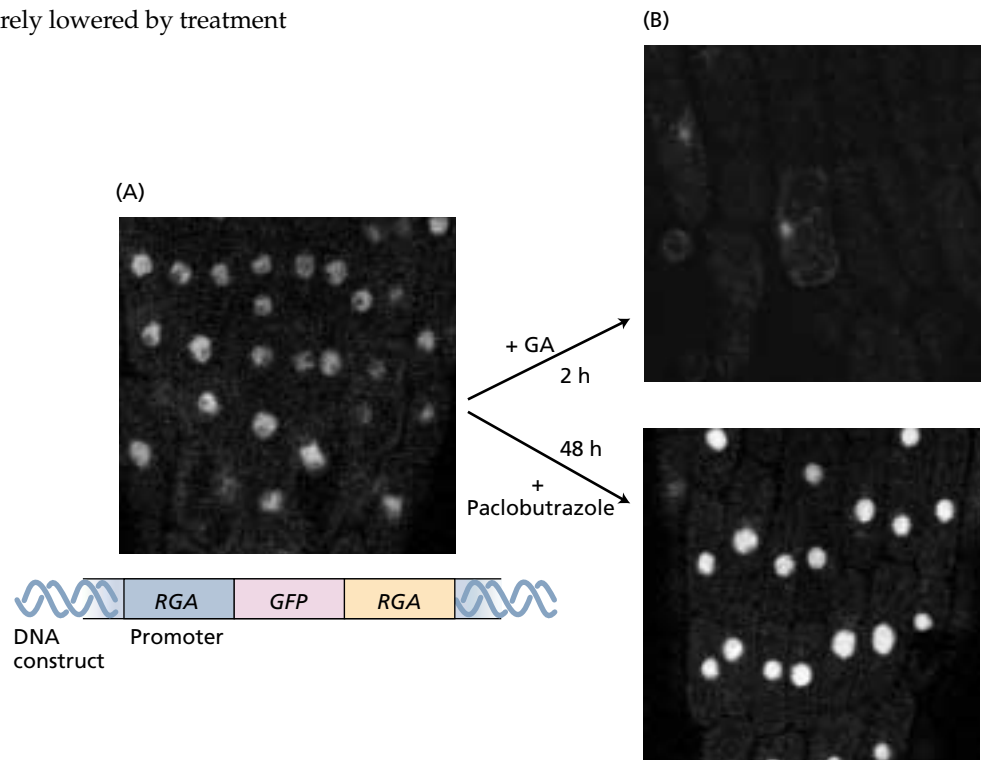 rely lowered by treatment
(B)
(A)
+ GA
2 h
48 h
+
Paclobutrazole
RGA GFP RGA
DNA Promoter
construct